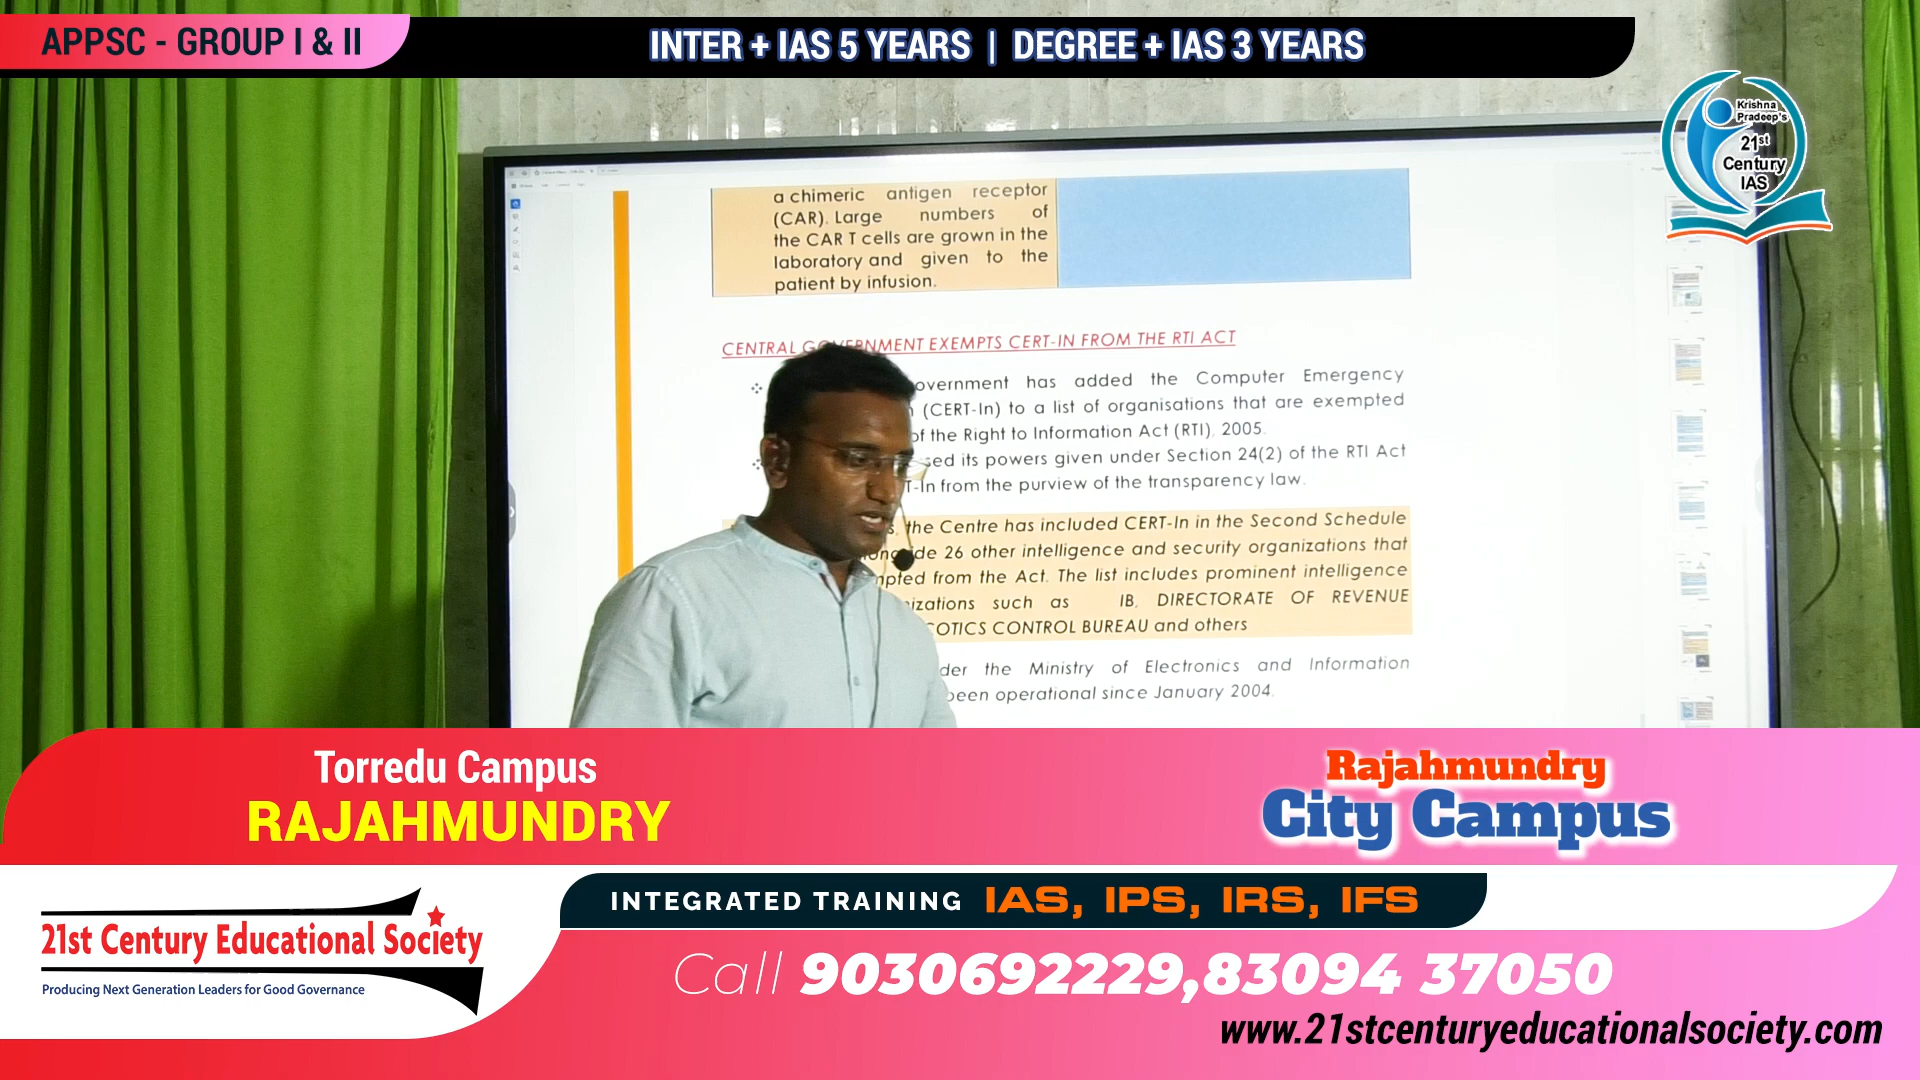 APPSC - GROUP I & II
INTER + IAS 5 YEARS | DEGREE + IAS 3 YEARS
Krishna
Pradeep's
21st
Century
IAS
a chimeric antigen receptor
(CAR). Large numbers of
the CAR T cells are grown in the
laboratory and given to the
patient by infusion.
CENTRAL GOVERNMENT EXEMPTS CERT-IN FROM THE RTI ACT
overnment has added the Computer Emergency
(CERT-In) to a list of organisations that are exempted
of the Right to Information Act (RTI), 2005.
sed its powers given under Section 24(2) of the RTI Act
T-In from the purview of the transparency law.
the Centre has included CERT-In in the Second Schedule
26 other intelligence and security organizations that
mpted from the Act. The list includes prominent intelligence
izations such as IB, DIRECTORATE OF REVENUE
COTICS CONTROL BUREAU and others
der the Ministry of Electronics and Information
been operational since January 2004.
Torredu Campus
RAJAHMUNDRY
Rajahmundry
City Campus
21st Century Educational Society
Producing Next Generation Leaders for Good Governance
INTEGRATED TRAINING IAS, IPS, IRS, IFS
Call 9030692229,83094 37050
www.21stcenturyeducationalsociety.com